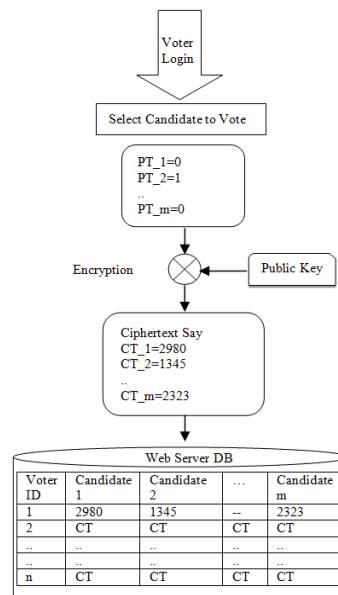 Voter
Login
Select Candidate to Vote
PT_1=0
PT_2=1
..
PT_m=0
Encryption
Public Key
Ciphertext Say
CT_1=2980
CT_2=1345
..
CT_m=2323
Web Server DB
Voter ID Candidate 1 Candidate 2 ... Candidate m
1 2980 1345 -- 2323
2 CT CT CT CT
.. .. .. .. ..
.. .. .. .. ..
n CT CT CT CT